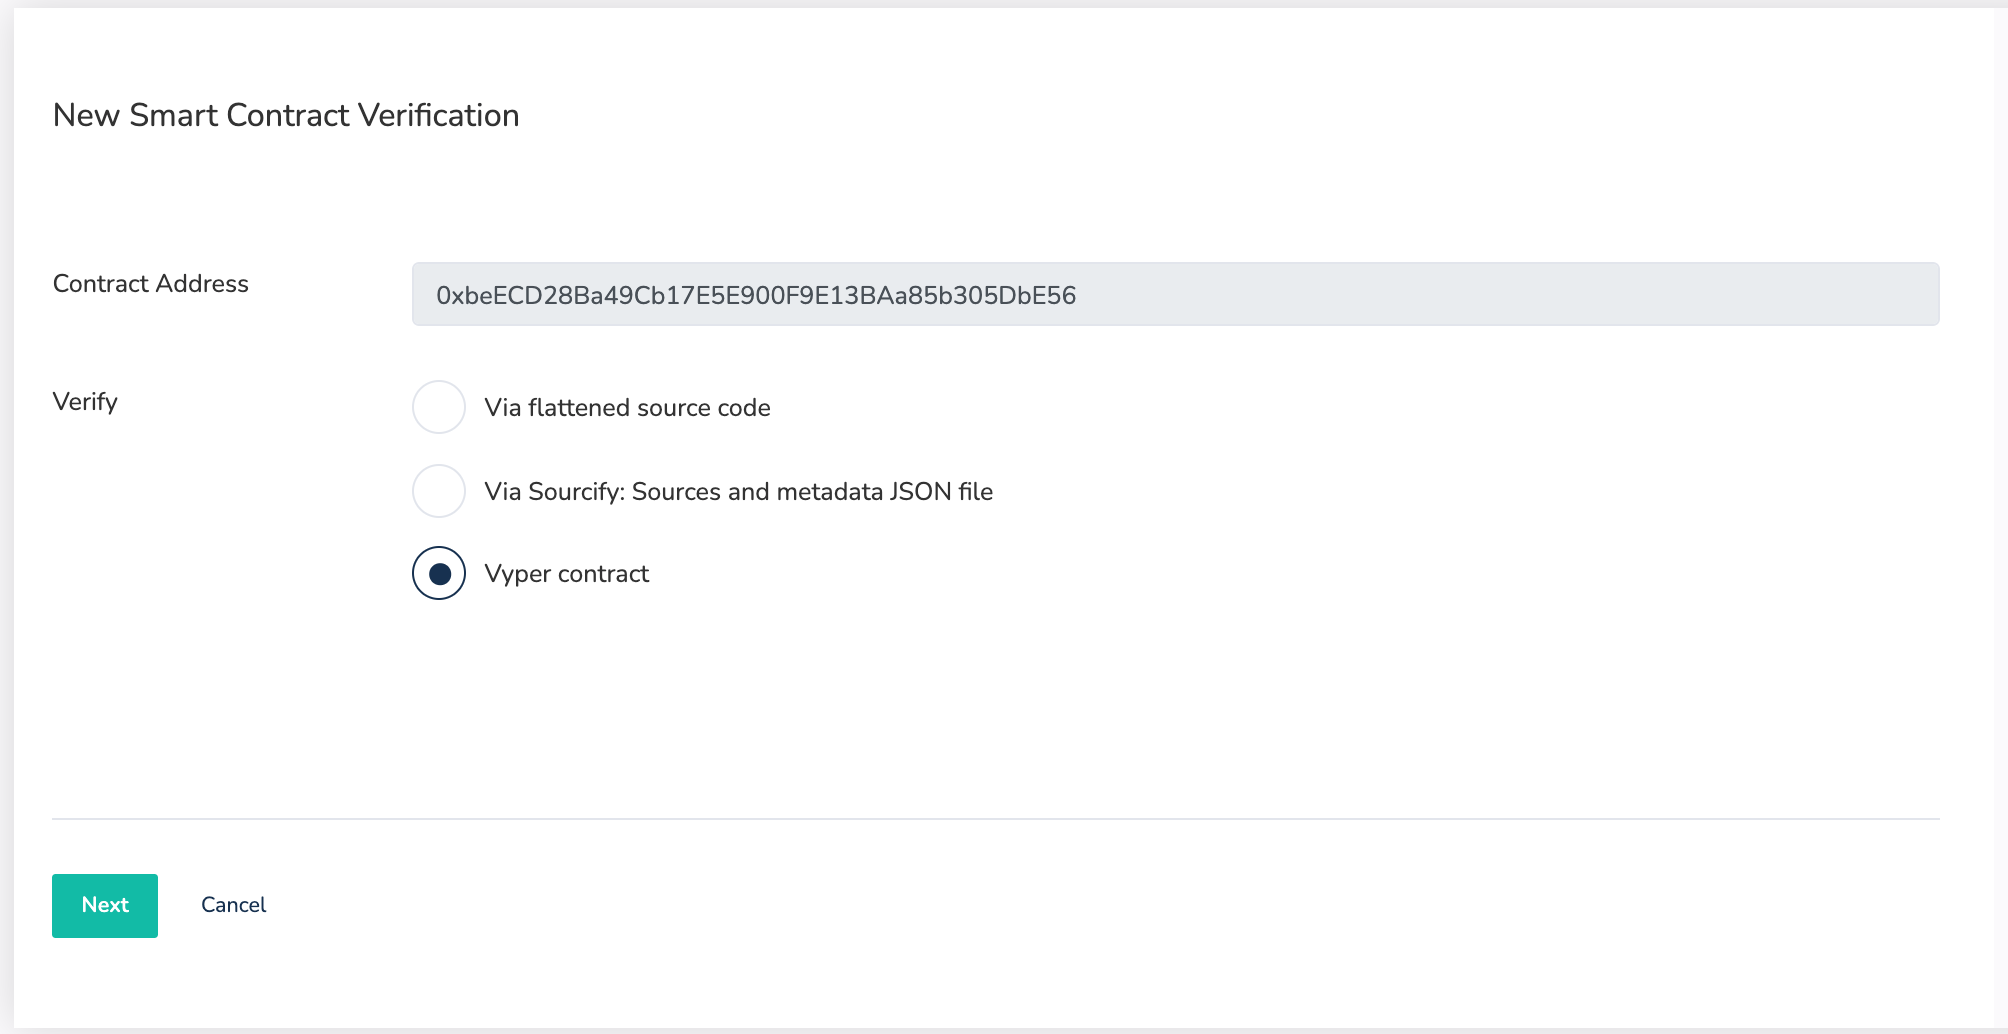 New Smart Contract Verification
Contract Address
0xbeECD28Ba49Cb17E5E900F9E13BAa85b305DbE56
Verify
Via flattened source code
Via Sourcify: Sources and metadata JSON file
Vyper contract
Next
Cancel